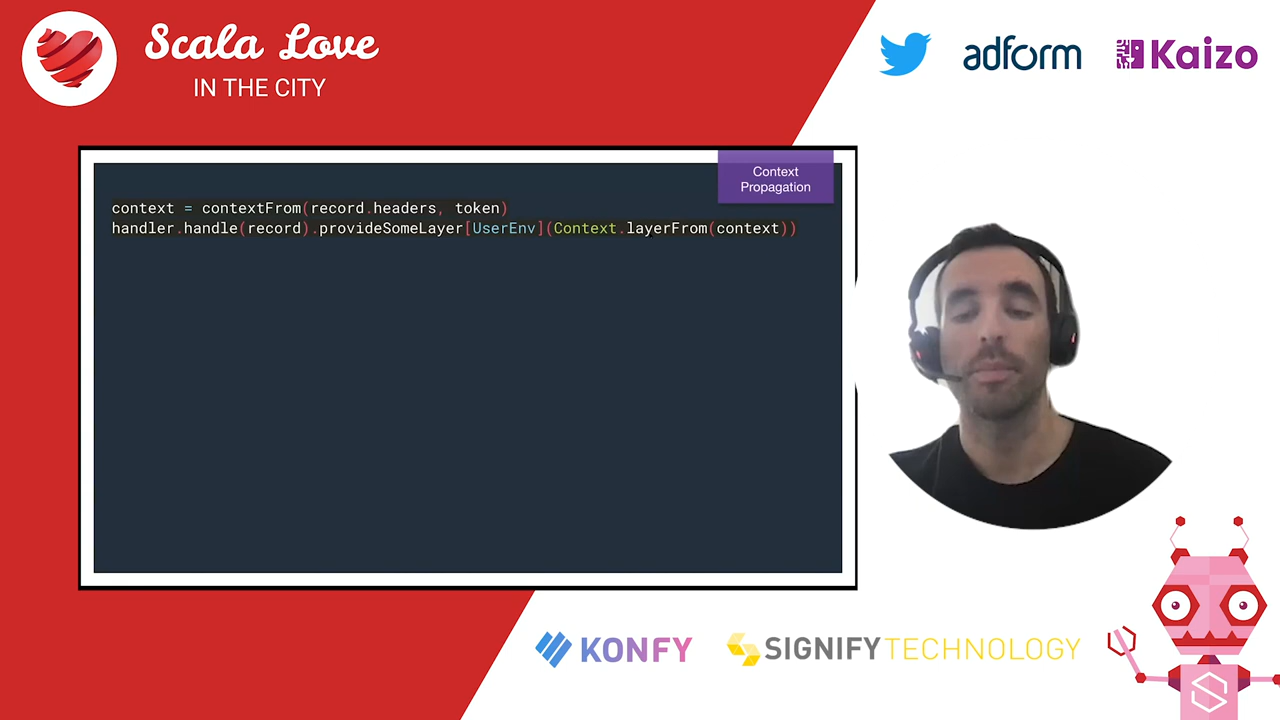 Scala Love
IN THE CITY
adform
Kaizo
Context
Propagation
context = contextFrom(record.headers, token)
handler.handle(record).provideSomeLayer[UserEnv](Context.layerFrom(context))
KONFY
SIGNIFYTECHNOLOGY